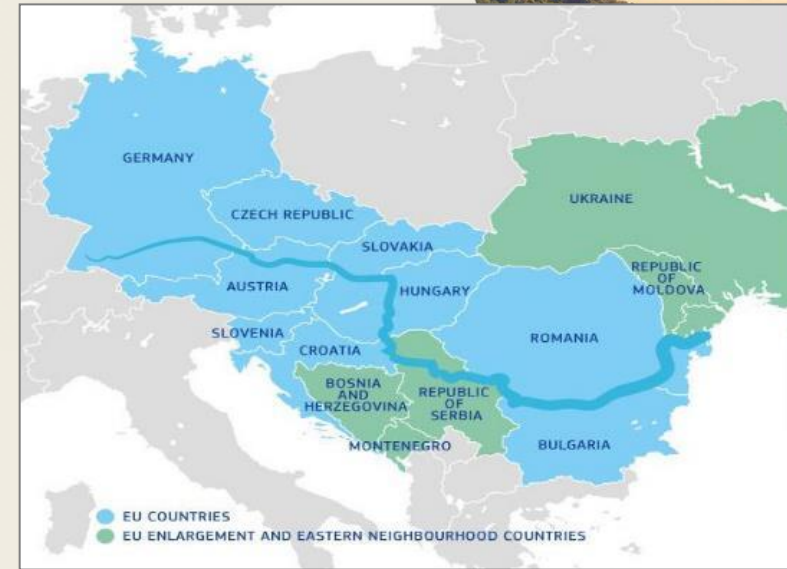 GERMANY
CZECH REPUBLIC
SLOVAKIA
UKRAINE
AUSTRIA
HUNGARY
REPUBLIC
OF
MOLDOVA
SLOVENIA
CROATIA
ROMANIA
BOSNIA
AND
HERZEGOVINA
REPUBLIC
OF
SERBIA
MONTENEGRO
BULGARIA
EU COUNTRIES
EU ENLARGEMENT AND EASTERN NEIGHBOURHOOD COUNTRIES